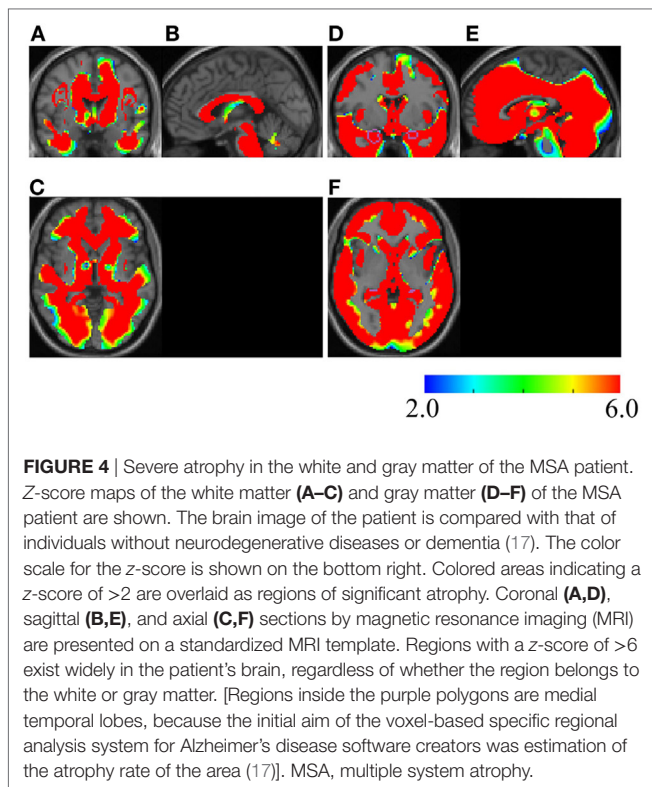 A B D E
C F
2.0 6.0
FIGURE 4 | Severe atrophy in the white and gray matter of the MSA patient.
Z-score maps of the white matter (A–C) and gray matter (D–F) of the MSA
patient are shown. The brain image of the patient is compared with that of
individuals without neurodegenerative diseases or dementia (17). The color
scale for the z-score is shown on the bottom right. Colored areas indicating a
z-score of >2 are overlaid as regions of significant atrophy. Coronal (A,D),
sagittal (B,E), and axial (C,F) sections by magnetic resonance imaging (MRI)
are presented on a standardized MRI template. Regions with a z-score of >6
exist widely in the patient's brain, regardless of whether the region belongs to
the white or gray matter. [Regions inside the purple polygons are medial
temporal lobes, because the initial aim of the voxel-based specific regional
analysis system for Alzheimer's disease software creators was estimation of
the atrophy rate of the area (17)]. MSA, multiple system atrophy.